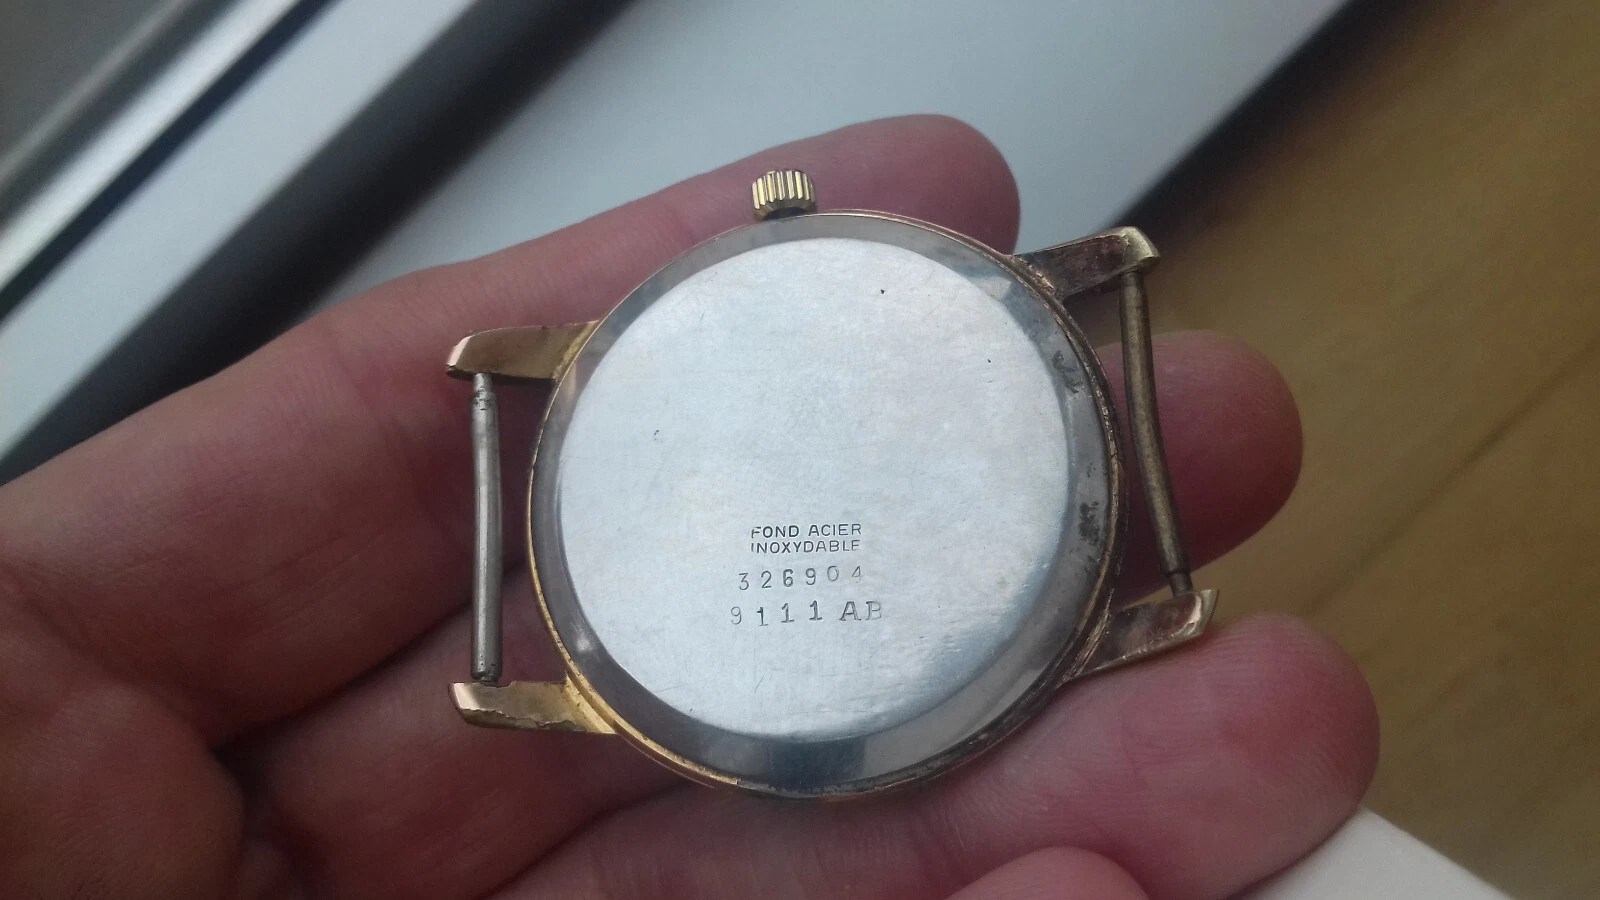 FOND ACIER
INOXYDABLE
326904
9111 AB